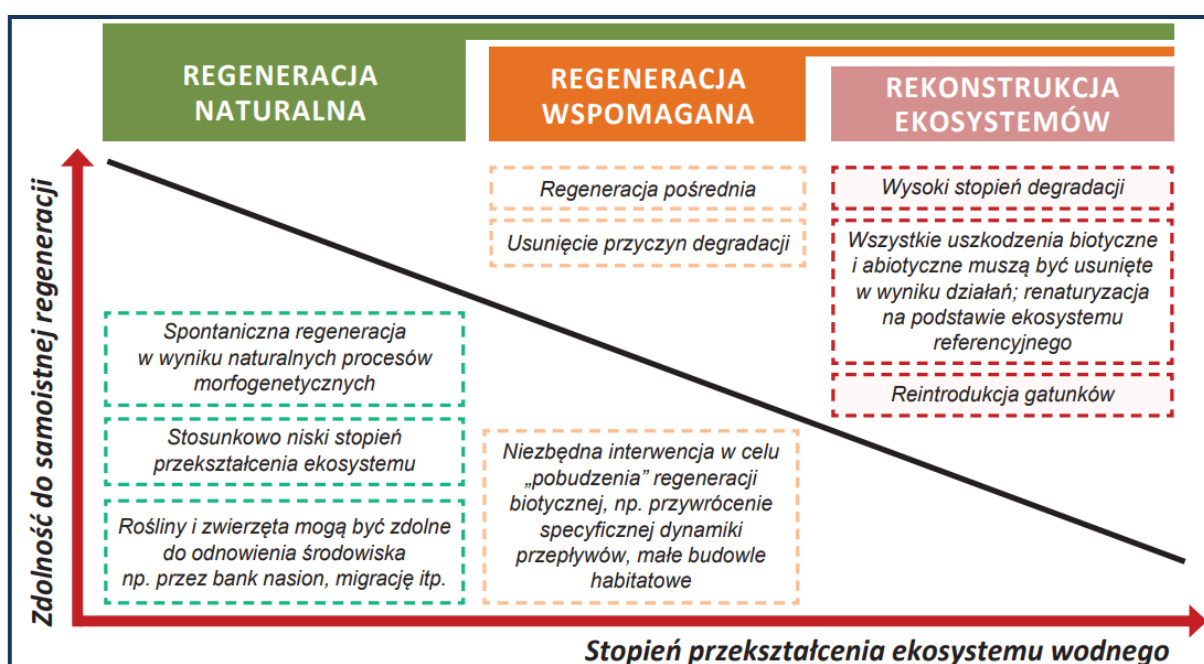 REGENERACJA
NATURALNA
REGENERACJA
WSPOMAGANA
REKONSTRUKCJA
EKOSYSTEMÓW
Zdolność do samoistnej regeneracji
Spontaniczna regeneracja
w wyniku naturalnych procesów
morfogenetycznych
Stosunkowo niski stopień
przekształcenia ekosystemu
Rośliny i zwierzęta mogą być zdolne
do odnowienia środowiska
np. przez bank nasion, migrację itp.
Regeneracja pośrednia
Usunięcie przyczyn degradacji
Niezbędna interwencja w celu
„pobudzenia” regeneracji
biotycznej, np. przywrócenie
specyficznej dynamiki
przepływów, małe budowle
habitatowe
Wysoki stopień degradacji
Wszystkie uszkodzenia biotyczne
i abiotyczne muszą być usunięte
w wyniku działań; renaturyzacja
na podstawie ekosystemu
referencyjnego
Reintrodukcja gatunków
Stopień przekształcenia ekosystemu wodnego